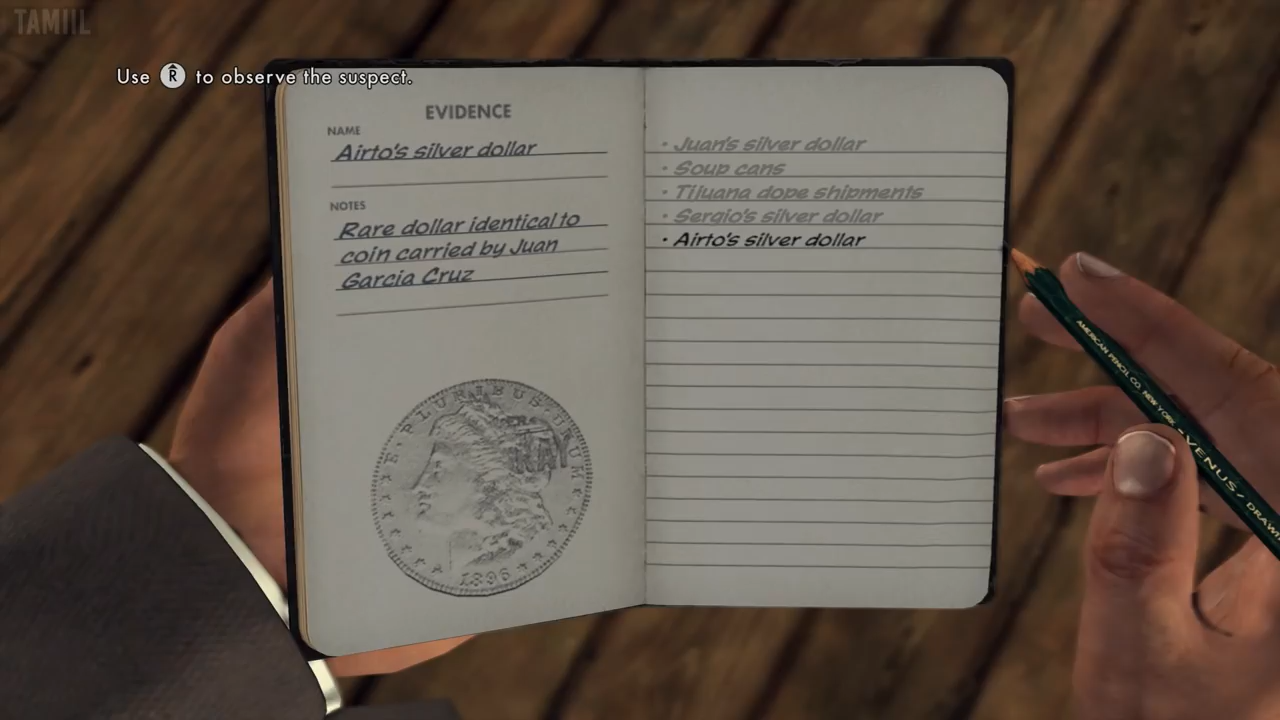 TAMIIL
Use R to observe the suspect.
EVIDENCE
NAME
Airto's silver dollar
NOTES
Rare dollar identical to
coin carried by Juan
Garcia Cruz
E·PLURIBUS·UNUM
1896
• Juan's silver dollar
• Soup cans
• Tijuana dope shipments
• Sergio's silver dollar
• Airto's silver dollar
AMERICAN PENCIL CO. NEW YORK - VENUS / DRAWI